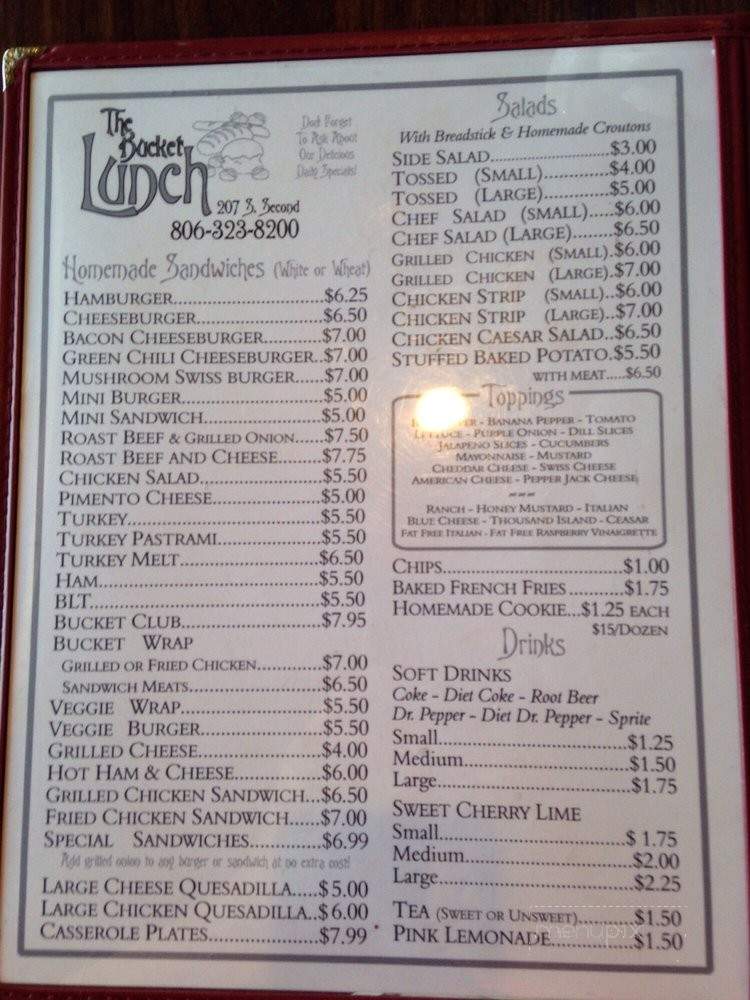 The
Bucket
Lunch
Don't Forget
To Ask About
Our Delicious
Daily Specials!
207 S. Second
806-323-8200
Homemade Sandwiches (White or Wheat)
HAMBURGER...$6.25
CHEESEBURGER...$6.50
BACON CHEESEBURGER...$7.00
GREEN CHILI CHEESEBURGER..$7.00
MUSHROOM SWISS BURGER...$7.00
MINI BURGER...$5.00
MINI SANDWICH...$5.00
ROAST BEEF & GRILLED ONION...$7.50
ROAST BEEF AND CHEESE...$7.75
CHICKEN SALAD...$5.50
PIMENTO CHEESE...$5.00
TURKEY...$5.50
TURKEY PASTRAMI...$5.50
TURKEY MELT...$6.50
HAM...$5.50
BLT...$5.50
BUCKET CLUB...$7.95
BUCKET WRAP
GRILLED OR FRIED CHICKEN...$7.00
SANDWICH MEATS...$6.50
VEGGIE WRAP...$5.50
VEGGIE BURGER...$5.50
GRILLED CHEESE...$4.00
HOT HAM & CHEESE...$6.00
GRILLED CHICKEN SANDWICH...$6.50
FRIED CHICKEN SANDWICH...$7.00
SPECIAL SANDWICHES...$6.99
Add grilled onion to any burger or sandwich at no extra cost!
LARGE CHEESE QUESADILLA.....$5.00
LARGE CHICKEN QUESADILLA..$6.00
CASSEROLE PLATES...$7.99
Salads
With Breadstick & Homemade Croutons
SIDE SALAD...$3.00
TOSSED (SMALL)...$4.00
TOSSED (LARGE)...$5.00
CHEF SALAD (SMALL).....$6.00
CHEF SALAD (LARGE)...$6.50
GRILLED CHICKEN (SMALL).$6.00
GRILLED CHICKEN (LARGE).$7.00
CHICKEN STRIP (SMALL)..$6.00
CHICKEN STRIP (LARGE)..$7.00
CHICKEN CAESAR SALAD..$6.50
STUFFED BAKED POTATO.$5.50
WITH MEAT.....$6.50
Toppings
- BANANA PEPPER - TOMATO
LETTUCE - PURPLE ONION - DILL SLICES
JALAPENO SLICES - CUCUMBERS
MAYONNAISE - MUSTARD
CHEDDAR CHEESE - SWISS CHEESE
AMERICAN CHEESE - PEPPER JACK CHEESE
~~~
RANCH - HONEY MUSTARD - ITALIAN
BLUE CHEESE - THOUSAND ISLAND - CEASAR
FAT FREE ITALIAN - FAT FREE RASPBERRY VINAIGRETTE
CHIPS...$1.00
BAKED FRENCH FRIES...$1.75
HOMEMADE COOKIE...$1.25 EACH
$15/DOZEN
Drinks
SOFT DRINKS
Coke - Diet Coke - Root Beer
Dr. Pepper - Diet Dr. Pepper - Sprite
Small...$1.25
Medium...$1.50
Large...$1.75
SWEET CHERRY LIME
Small...$ 1.75
Medium...$2.00
Large...$2.25
TEA (SWEET OR UNSWEET)...$1.50
PINK LEMONADE...$1.50
menupix